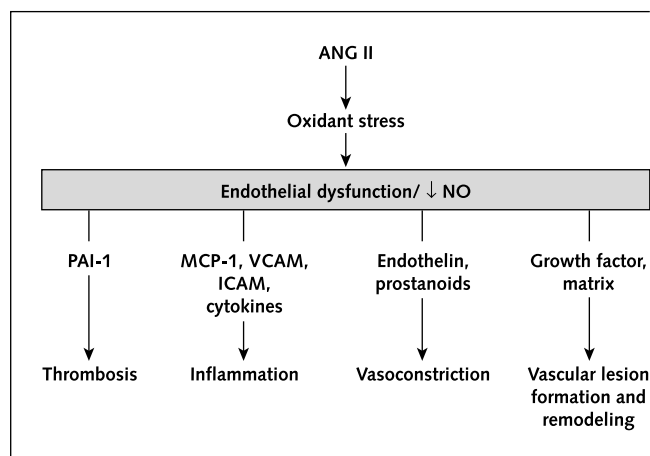 ANG II
Oxidant stress
Endothelial dysfunction/ ↓ NO
PAI-1
MCP-1, VCAM,
ICAM,
cytokines
Endothelin,
prostanoids
Growth factor,
matrix
Thrombosis
Inflammation
Vasoconstriction
Vascular lesion
formation and
remodeling